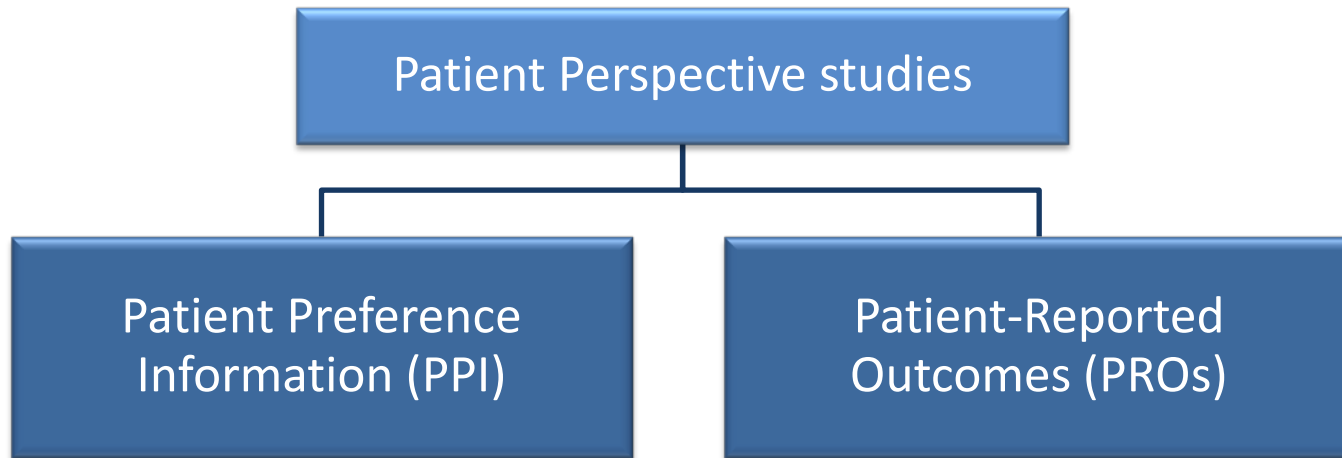 Patient Perspective studies
Patient Preference
Information (PPI)
Patient-Reported
Outcomes (PROs)